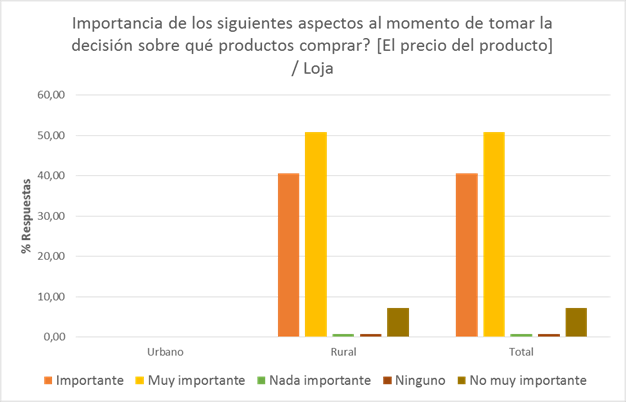 Importancia de los siguientes aspectos al momento de tomar la
decisión sobre qué productos comprar? [El precio del producto]
/ Loja
60,00
50,00
40,00
30,00
20,00
10,00
0,00
% Respuestas
Urbano Rural Total
Importante Muy importante Nada importante Ninguno No muy importante